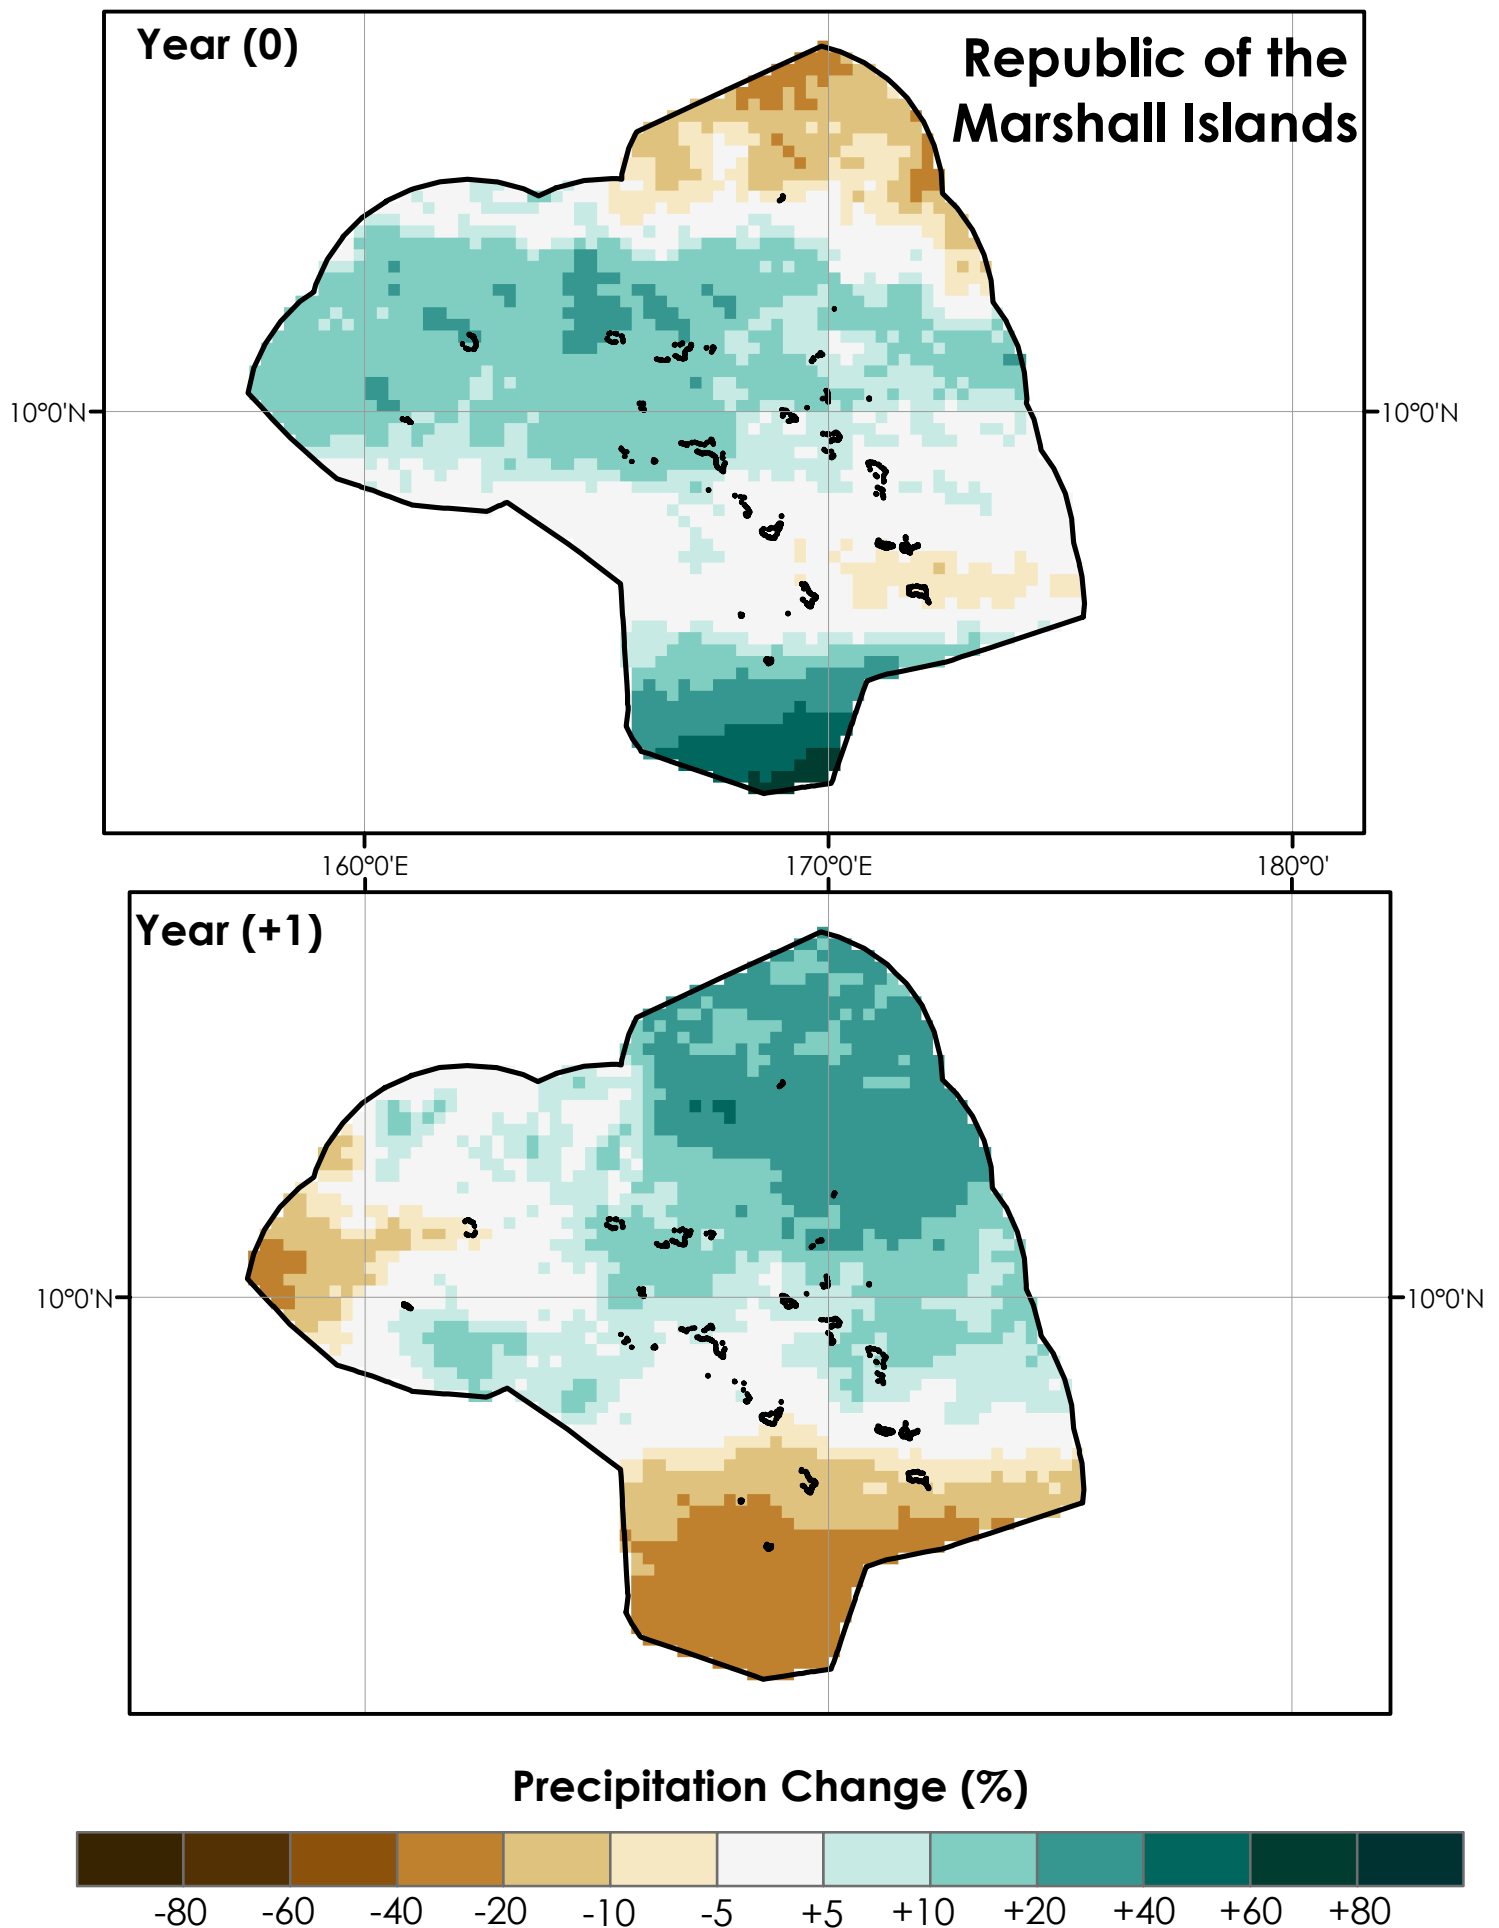 Year (0)
Republic of the
Marshall Islands
10°0'N
10°0'N
160°0'E
170°0'E
180°0'
Year (+1)
10°0'N
10°0'N
Precipitation Change (%)
-80
-60
-40
-20
-10
-5
+5
+10
+20
+40
+60
+80